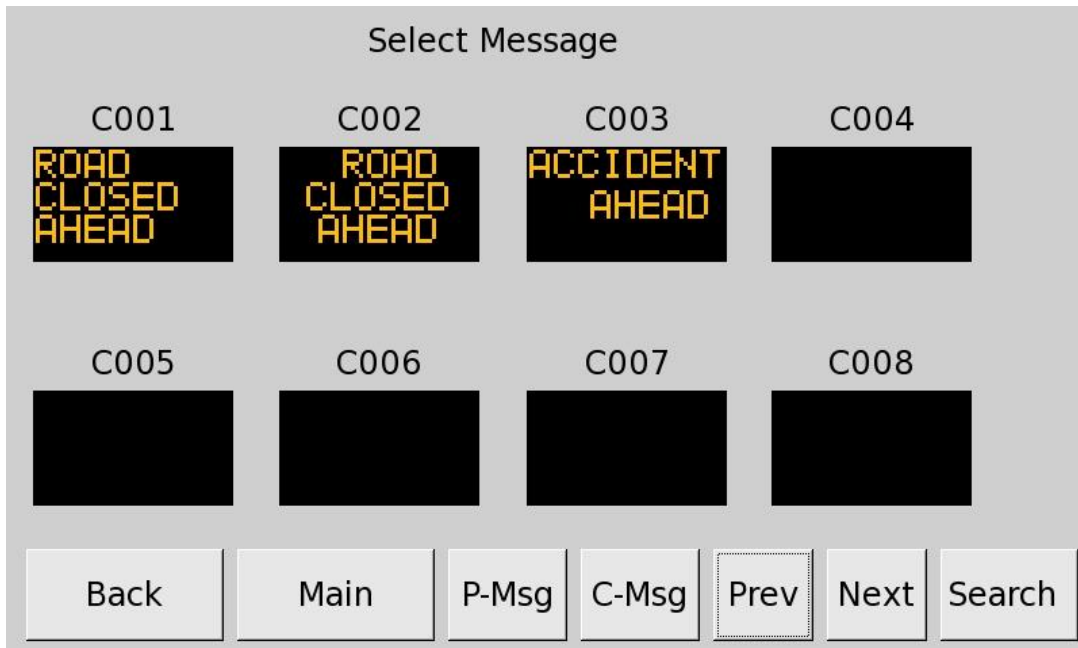 Select Message
C001 C002 C003 C004
ROAD
CLOSED
AHEAD
ROAD
CLOSED
AHEAD
ACCIDENT
AHEAD
C005 C006 C007 C008
Back Main P-Msg C-Msg Prev Next Search